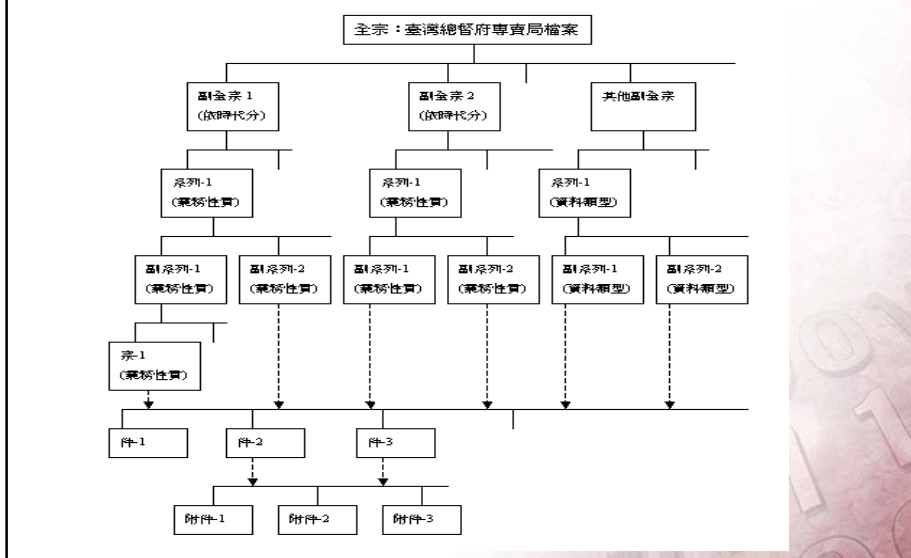 全宗：臺灣總督府專賣局檔案
副全宗 1
(依時代分)
副全宗 2
(依時代分)
其他副全宗
系列-1
(業務性質)
系列-1
(業務性質)
系列-1
(資料類型)
副系列-1
(業務性質)
副系列-2
(業務性質)
副系列-1
(業務性質)
副系列-2
(業務性質)
副系列-1
(資料類型)
副系列-2
(資料類型)
宗-1
(業務性質)
件-1
件-2
件-3
附件-1
附件-2
附件-3